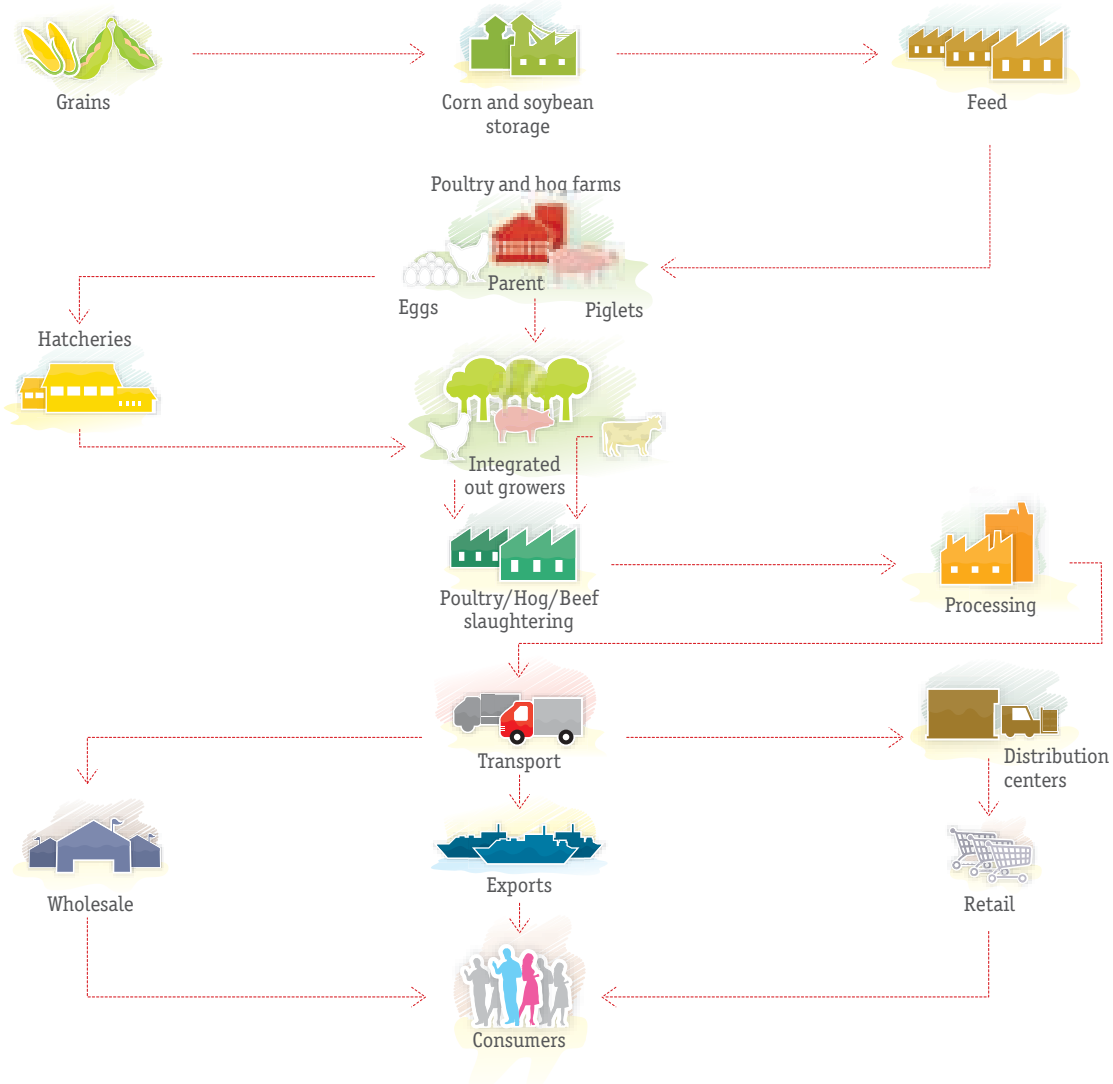 Grains
Corn and soybean
storage
Feed
Poultry and hog farms
Parent
Eggs
Piglets
Hatcheries
Integrated
out growers
Poultry/Hog/Beef
slaughtering
Processing
Transport
Distribution
centers
Wholesale
Exports
Retail
Consumers